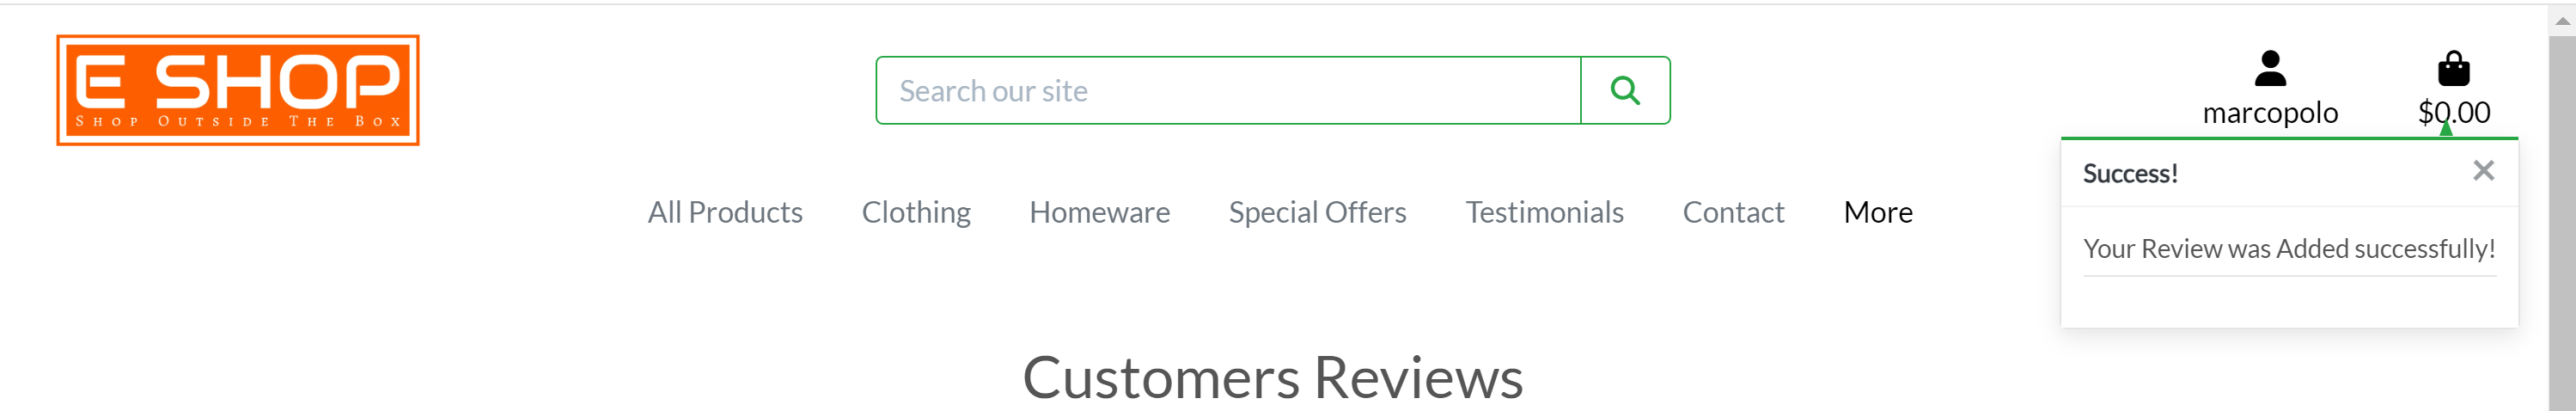 E SHOP
Shop Outside The Box
Search our site
marcopolo
$0.00
All Products Clothing Homeware Special Offers Testimonials Contact More
Success!
Your Review was Added successfully!
Customers Reviews